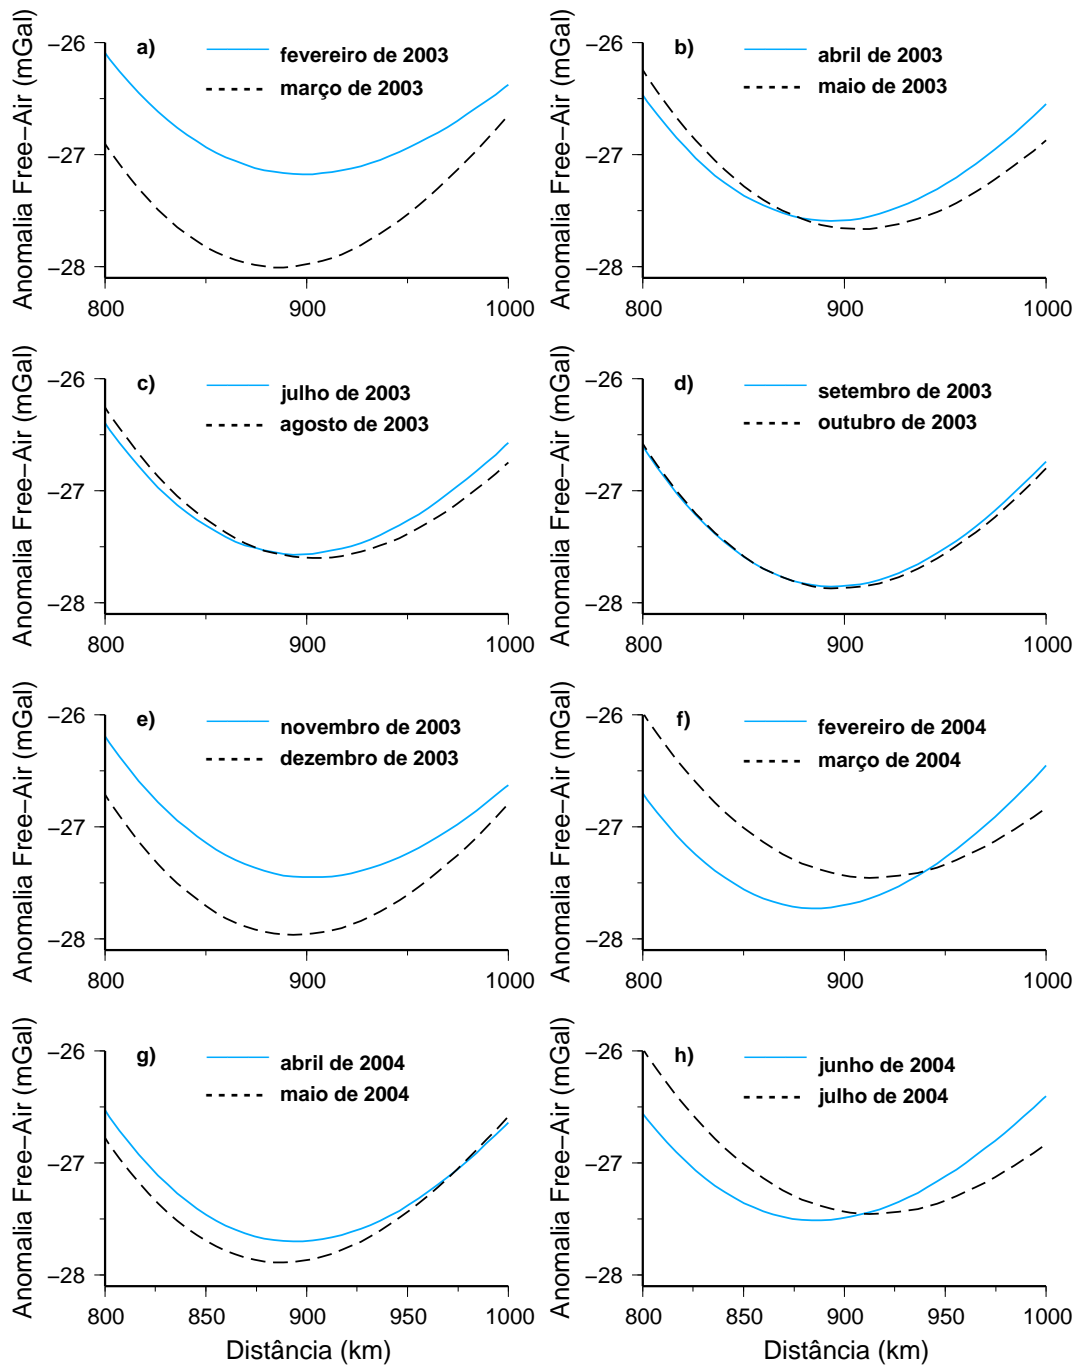 Anomalia Free−Air (mGal)
−26
−27
−28
a)
fevereiro de 2003
março de 2003
800
900
1000
Anomalia Free−Air (mGal)
−26
−27
−28
b)
abril de 2003
maio de 2003
800
900
1000
Anomalia Free−Air (mGal)
−26
−27
−28
c)
julho de 2003
agosto de 2003
800
900
1000
Anomalia Free−Air (mGal)
−26
−27
−28
d)
setembro de 2003
outubro de 2003
800
900
1000
Anomalia Free−Air (mGal)
−26
−27
−28
e)
novembro de 2003
dezembro de 2003
800
900
1000
Anomalia Free−Air (mGal)
−26
−27
−28
f)
fevereiro de 2004
março de 2004
800
900
1000
Anomalia Free−Air (mGal)
−26
−27
−28
g)
abril de 2004
maio de 2004
800
850
900
950
1000
Distância (km)
Anomalia Free−Air (mGal)
−26
−27
−28
h)
junho de 2004
julho de 2004
800
850
900
950
1000
Distância (km)